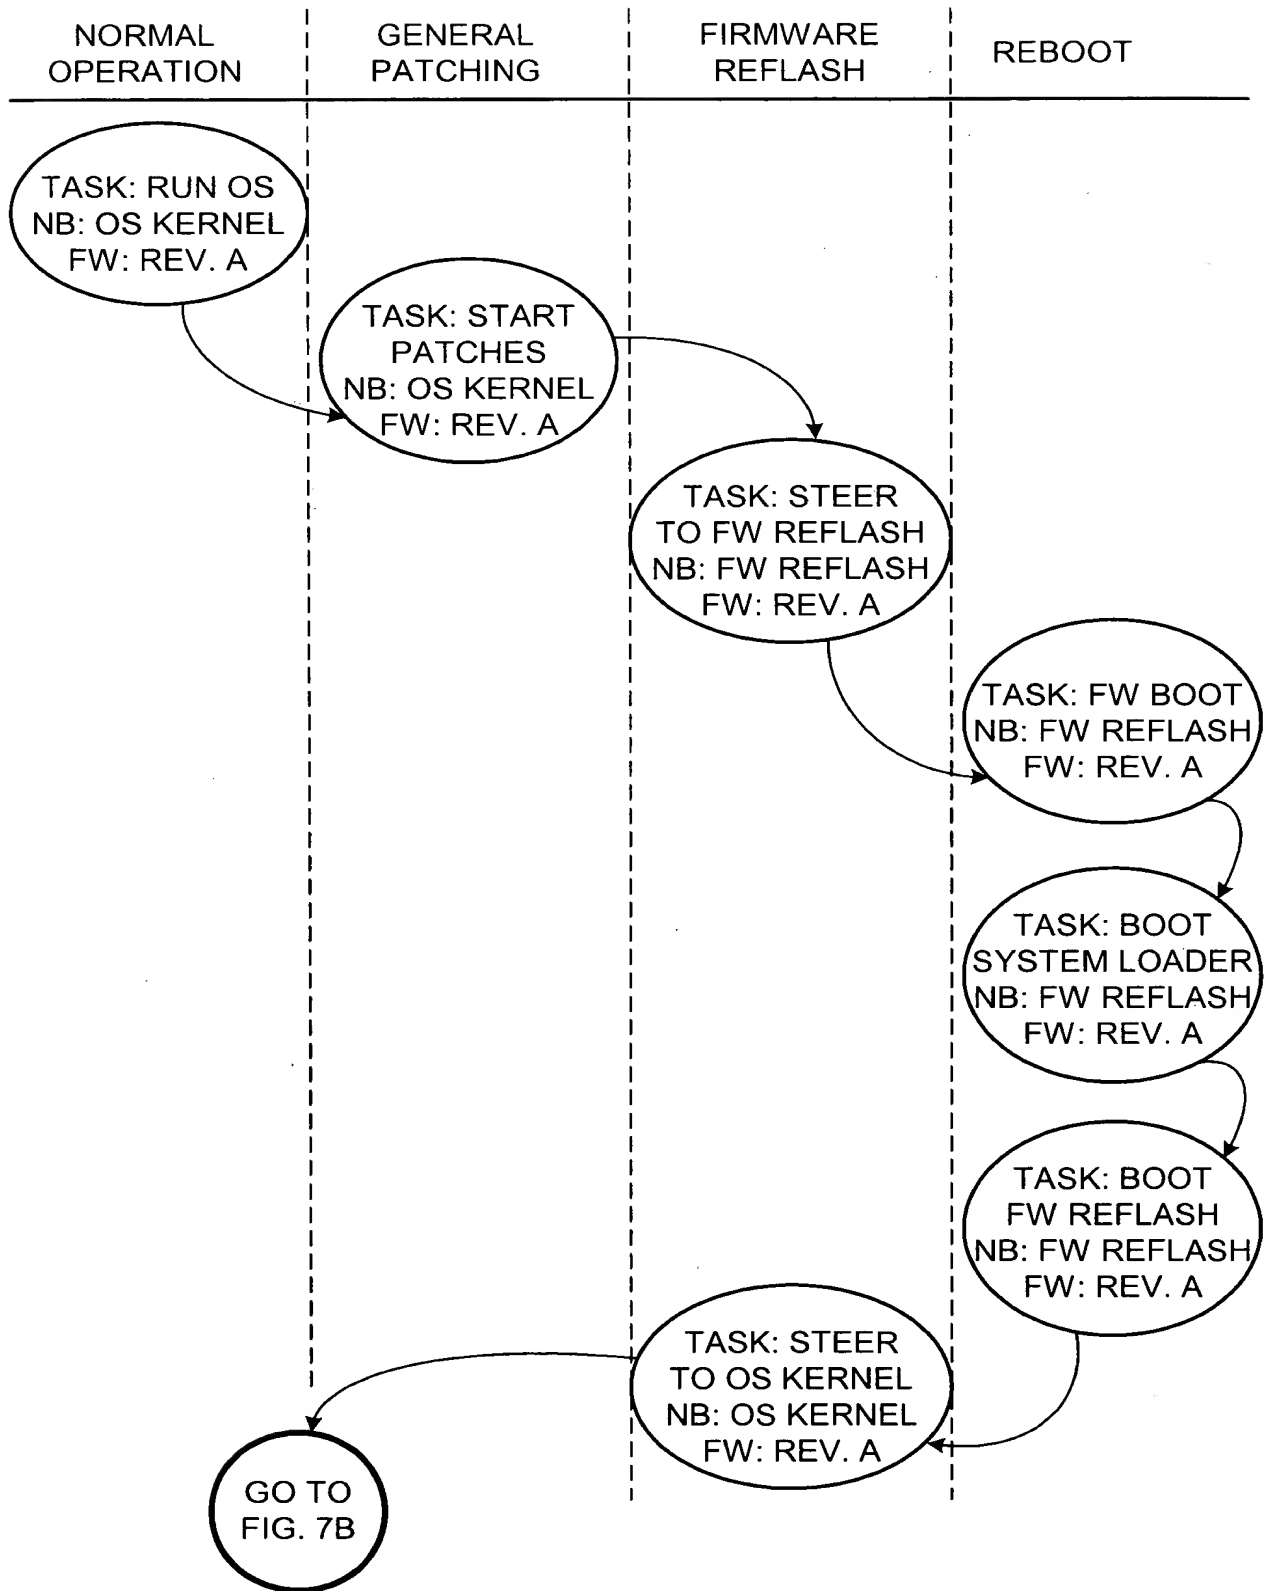 NORMAL
OPERATION
GENERAL
PATCHING
FIRMWARE
REFLASH
REBOOT
TASK: RUN OS
NB: OS KERNEL
FW: REV. A
TASK: START
PATCHES
NB: OS KERNEL
FW: REV. A
TASK: STEER
TO FW REFLASH
NB: FW REFLASH
FW: REV. A
TASK: FW BOOT
NB: FW REFLASH
FW: REV. A
TASK: BOOT
SYSTEM LOADER
NB: FW REFLASH
FW: REV. A
TASK: BOOT
FW REFLASH
NB: FW REFLASH
FW: REV. A
TASK: STEER
TO OS KERNEL
NB: OS KERNEL
FW: REV. A
GO TO
FIG. 7B